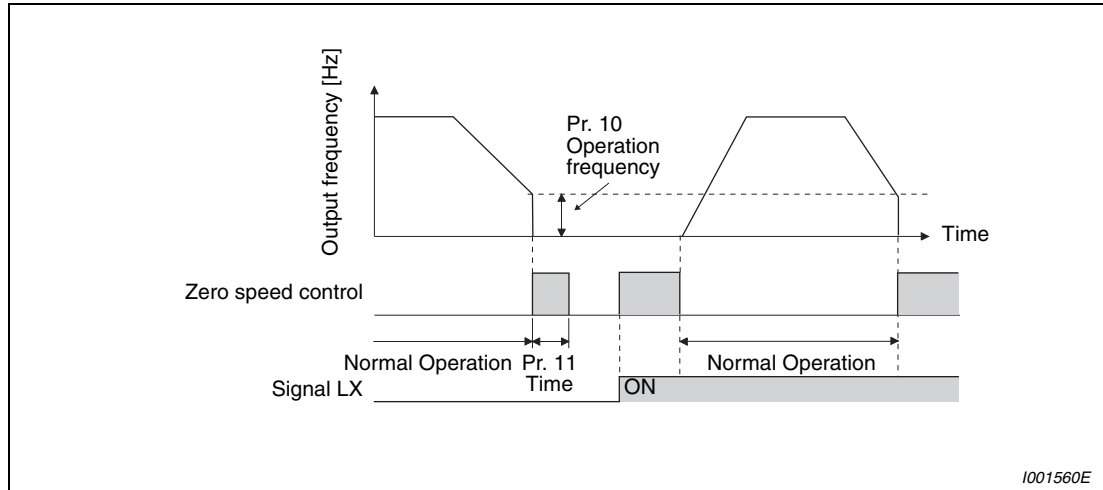 Output frequency [Hz]
Pr. 10
Operation
frequency
Time
Zero speed control
Normal Operation
Pr. 11
Time
Normal Operation
Signal LX
ON
I001560E